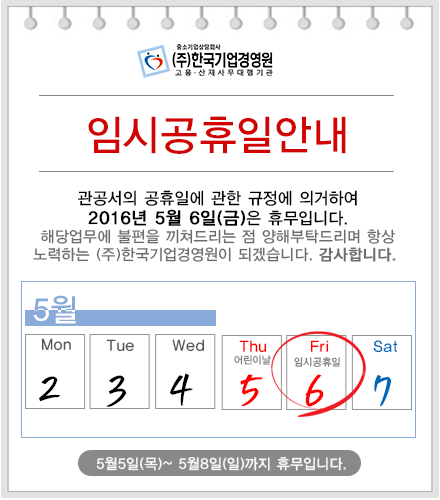 중소기업상담회사
(주)한국기업경영원
고용·산재사무대행기관
임시공휴일안내
관공서의 공휴일에 관한 규정에 의거하여
2016년 5월 6일(금)은 휴무입니다.
해당업무에 불편을 끼쳐드리는 점 양해부탁드리며 항상
노력하는 (주)한국기업경영원이 되겠습니다. 감사합니다.
5월
Mon Tue Wed Thu Fri Sat
어린이날 임시공휴일
2 3 4 5 6 7
5월5일(목)~ 5월8일(일)까지 휴무입니다.